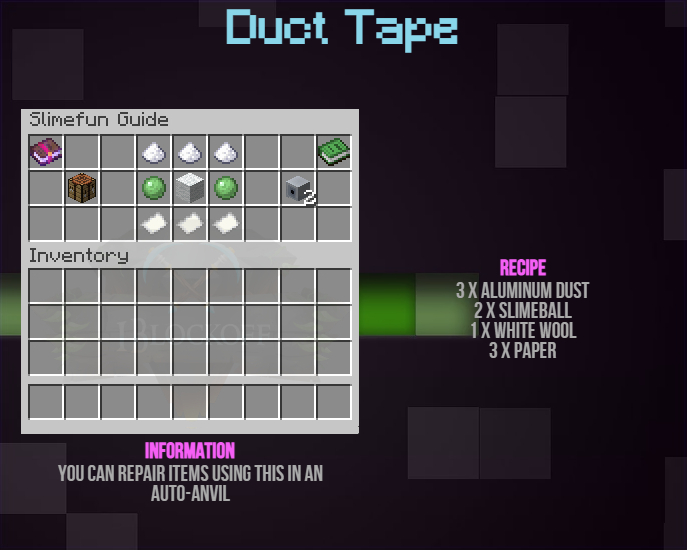 Duct Tape
Slimefun Guide
2
Inventory
IBLOCKOFF
RECIPE
3 X ALUMINUM DUST
2 X SLIMEBALL
1 X WHITE WOOL
3 X PAPER
INFORMATION
YOU CAN REPAIR ITEMS USING THIS IN AN
AUTO-ANVIL